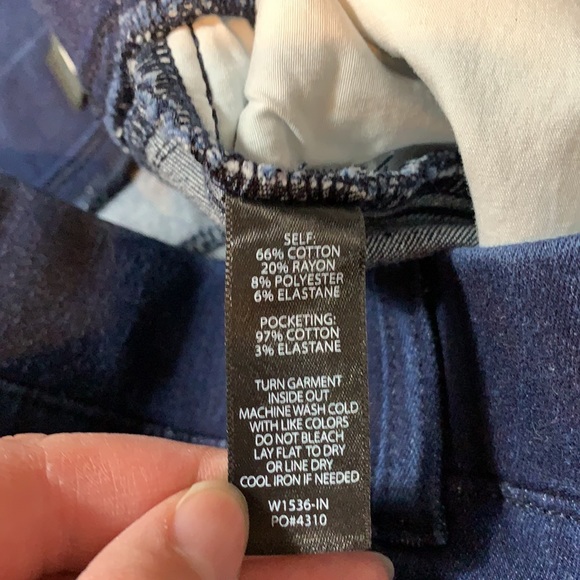 SELF:
66% COTTON
20% RAYON
8% POLYESTER
6% ELASTANE
POCKETING:
97% COTTON
3% ELASTANE
TURN GARMENT
INSIDE OUT
MACHINE WASH COLD
WITH LIKE COLORS
DO NOT BLEACH
LAY FLAT TO DRY
OR LINE DRY
COOL IRON IF NEEDED
W1536-IN
PO#4310